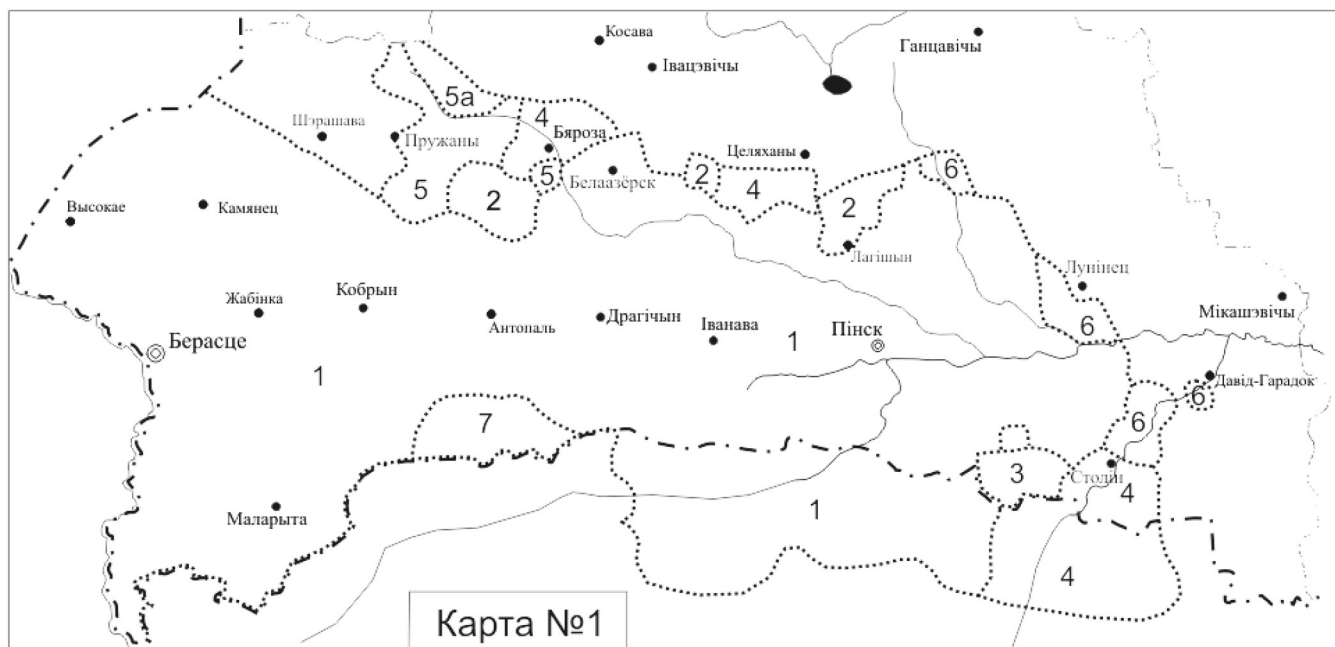 Косава
Ганцавічы
Івацэвічы
5а
4
Шэрашава
Пружаны
Бяроза
Целяханы
5
2
5
Белаазёрск
2
4
2
6
Высокае
Камянец
Лагішын
Лунінец
Жабінка
Кобрын
Антопаль
Драгічын
Іванава
1
Пінск
6
Мікашэвічы
Берасце
1
Давід-Гарадок
6
7
6
3
Столін
4
Маларыта
1
4
Карта №1